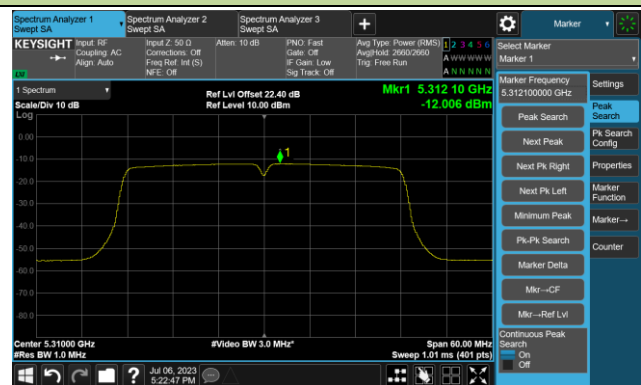 Spectrum Analyzer 1
Swept SA
Spectrum Analyzer 2
Swept SA
Spectrum Analyzer 3
Swept SA
+
Marker
KEYSIGHT
Input: RF
Coupling: AC
Align: Auto
Input Z: 50 Ω
Corrections: Off
Freq Ref: Int (S)
NFE: Off
Atten: 10 dB
PNO: Fast
Gate: Off
IF Gain: Low
Sig Track: Off
Avg Type: Power (RMS)
Avg|Hold: 2660/2660
Trig: Free Run
1 2 3 4 5 6
A W W W W W
A N N N N N
LW
Select Marker
Marker 1
1 Spectrum
Scale/Div 10 dB
Log
Ref Lvl Offset 22.40 dB
Ref Level 10.00 dBm
Mkr1 5.312 10 GHz
-12.006 dBm
1
0.00
-10.0
-20.0
-30.0
-40.0
-50.0
-60.0
-70.0
-80.0
Center 5.31000 GHz
#Res BW 1.0 MHz
#Video BW 3.0 MHz*
Span 60.00 MHz
Sweep 1.01 ms (401 pts)
Marker Frequency
5.312100000 GHz
Peak Search
Next Peak
Next Pk Right
Next Pk Left
Minimum Peak
Pk-Pk Search
Marker Delta
Mkr→CF
Mkr→Ref Lvl
Continuous Peak
Search
On
Off
Settings
Peak
Search
Pk Search
Config
Properties
Marker
Function
Marker→
Counter
?
Jul 06, 2023
5:22:47 PM